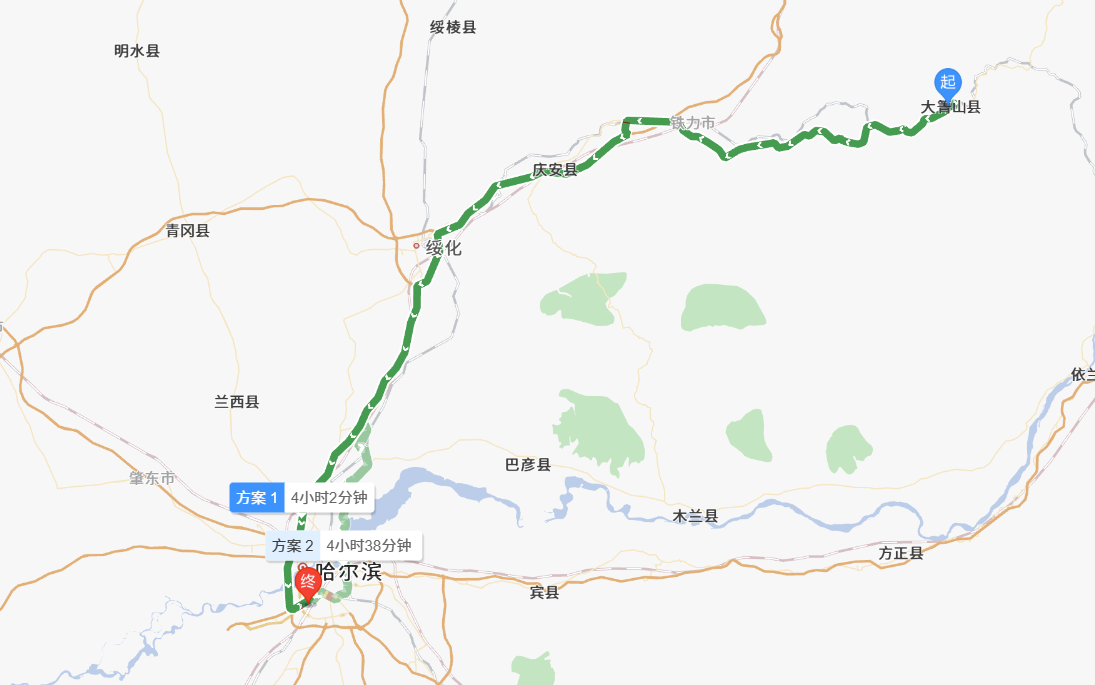 绥棱县
明水县
起
大箐山县
铁力市
庆安县
青冈县
绥化
市
依兰
兰西县
巴彦县
肇东市
方案 1 4小时2分钟
木兰县
方案 2 4小时38分钟
方正县
哈尔滨
终
宾县